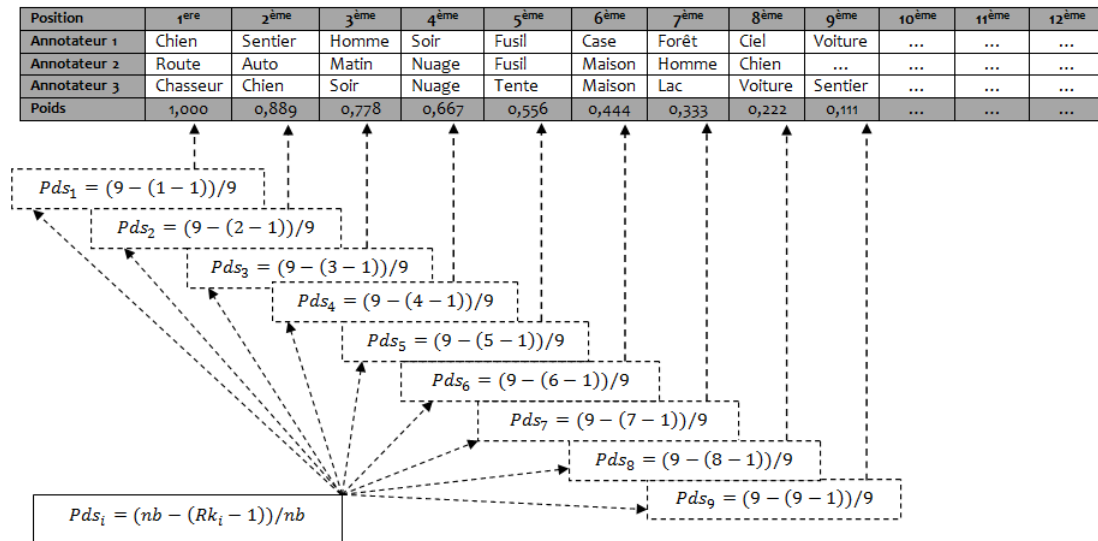 Position 1ere 2ème 3ème 4ème 5ème 6ème 7ème 8ème 9ème 10ème 11ème 12ème
Annotateur 1 Chien Sentier Homme Soir Fusil Case Forêt Ciel Voiture ... ... ...
Annotateur 2 Route Auto Matin Nuage Fusil Maison Homme Chien ... ... ... ...
Annotateur 3 Chasseur Chien Soir Nuage Tente Maison Lac Voiture Sentier ... ... ...
Poids 1,000 0,889 0,778 0,667 0,556 0,444 0,333 0,222 0,111 ... ... ...
Pds₁ = (9 − (1 − 1))/9
Pds₂ = (9 − (2 − 1))/9
Pds₃ = (9 − (3 − 1))/9
Pds₄ = (9 − (4 − 1))/9
Pds₅ = (9 − (5 − 1))/9
Pds₆ = (9 − (6 − 1))/9
Pds₇ = (9 − (7 − 1))/9
Pds₈ = (9 − (8 − 1))/9
Pds₉ = (9 − (9 − 1))/9
Pdsᵢ = (nb − (Rkᵢ − 1))/nb